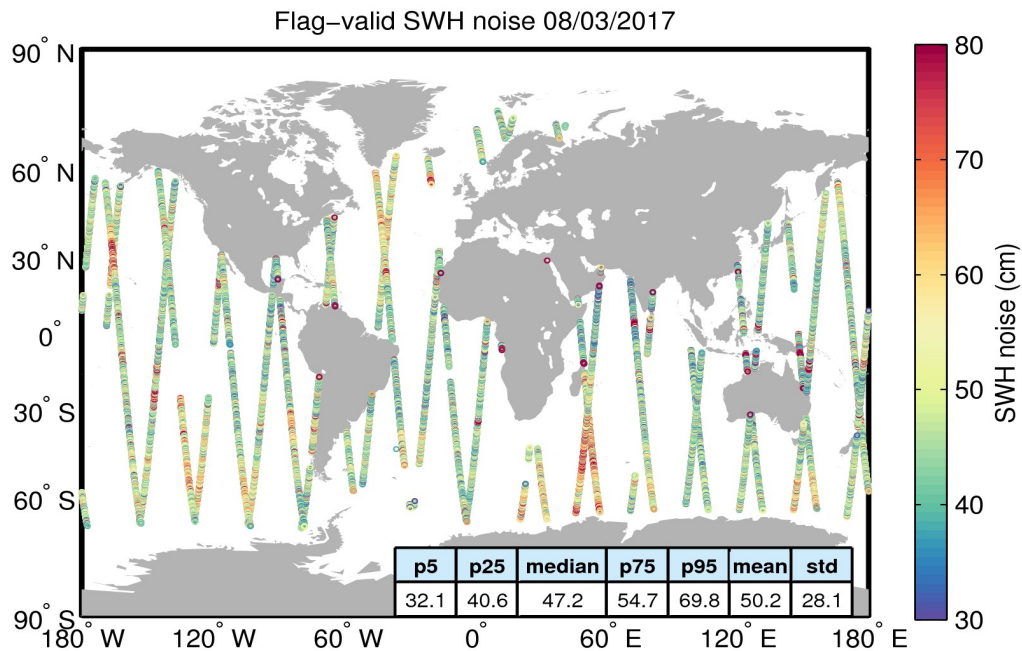 Flag−valid SWH noise 08/03/2017
90° N
60° N
30° N
0°
30° S
60° S
90° S
180° W
120° W
60° W
0°
60° E
120° E
180° E
p5 p25 median p75 p95 mean std
32.1 40.6 47.2 54.7 69.8 50.2 28.1
80
70
60
50
40
30
SWH noise (cm)